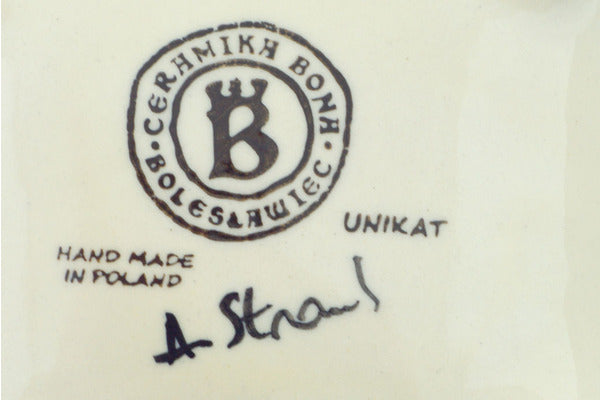 CERAMIKA BONA
B
BOLESŁAWIEC
UNIKAT
HAND MADE
IN POLAND
A